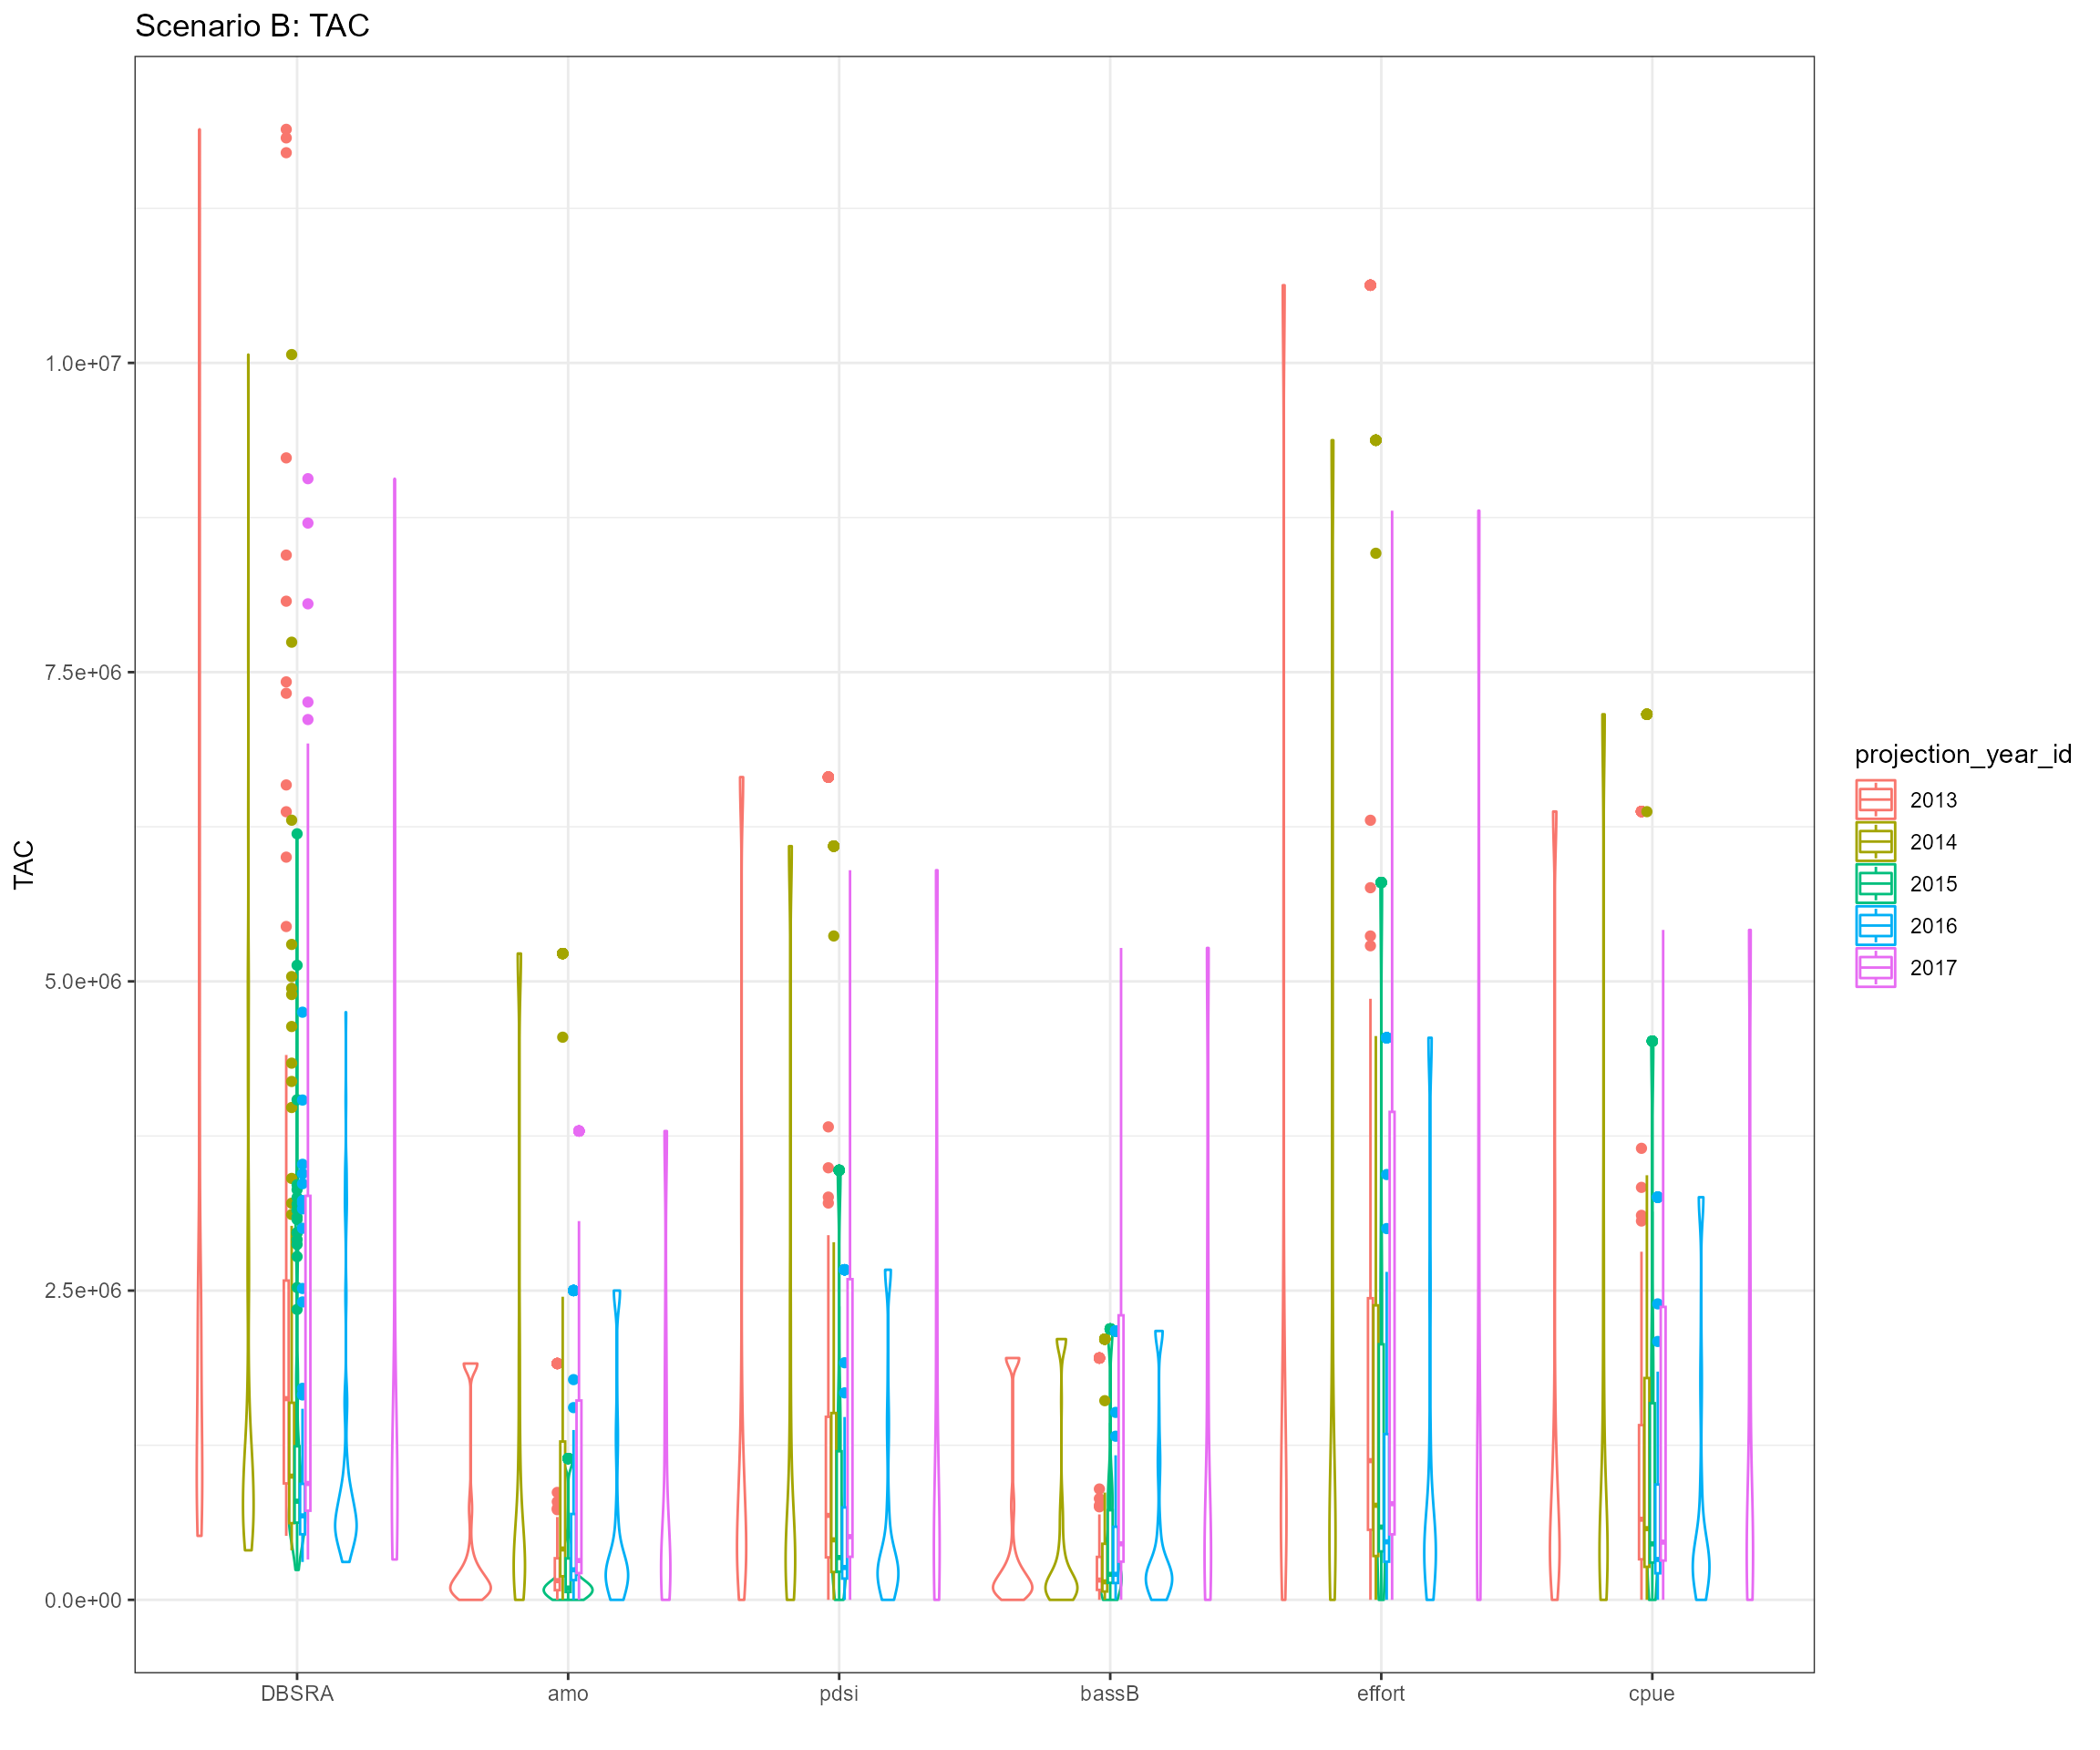 Scenario B: TAC
TAC
1.0e+07
7.5e+06
5.0e+06
2.5e+06
0.0e+00
DBSRA
amo
pdsi
bassB
effort
cpue
projection_year_id
2013
2014
2015
2016
2017